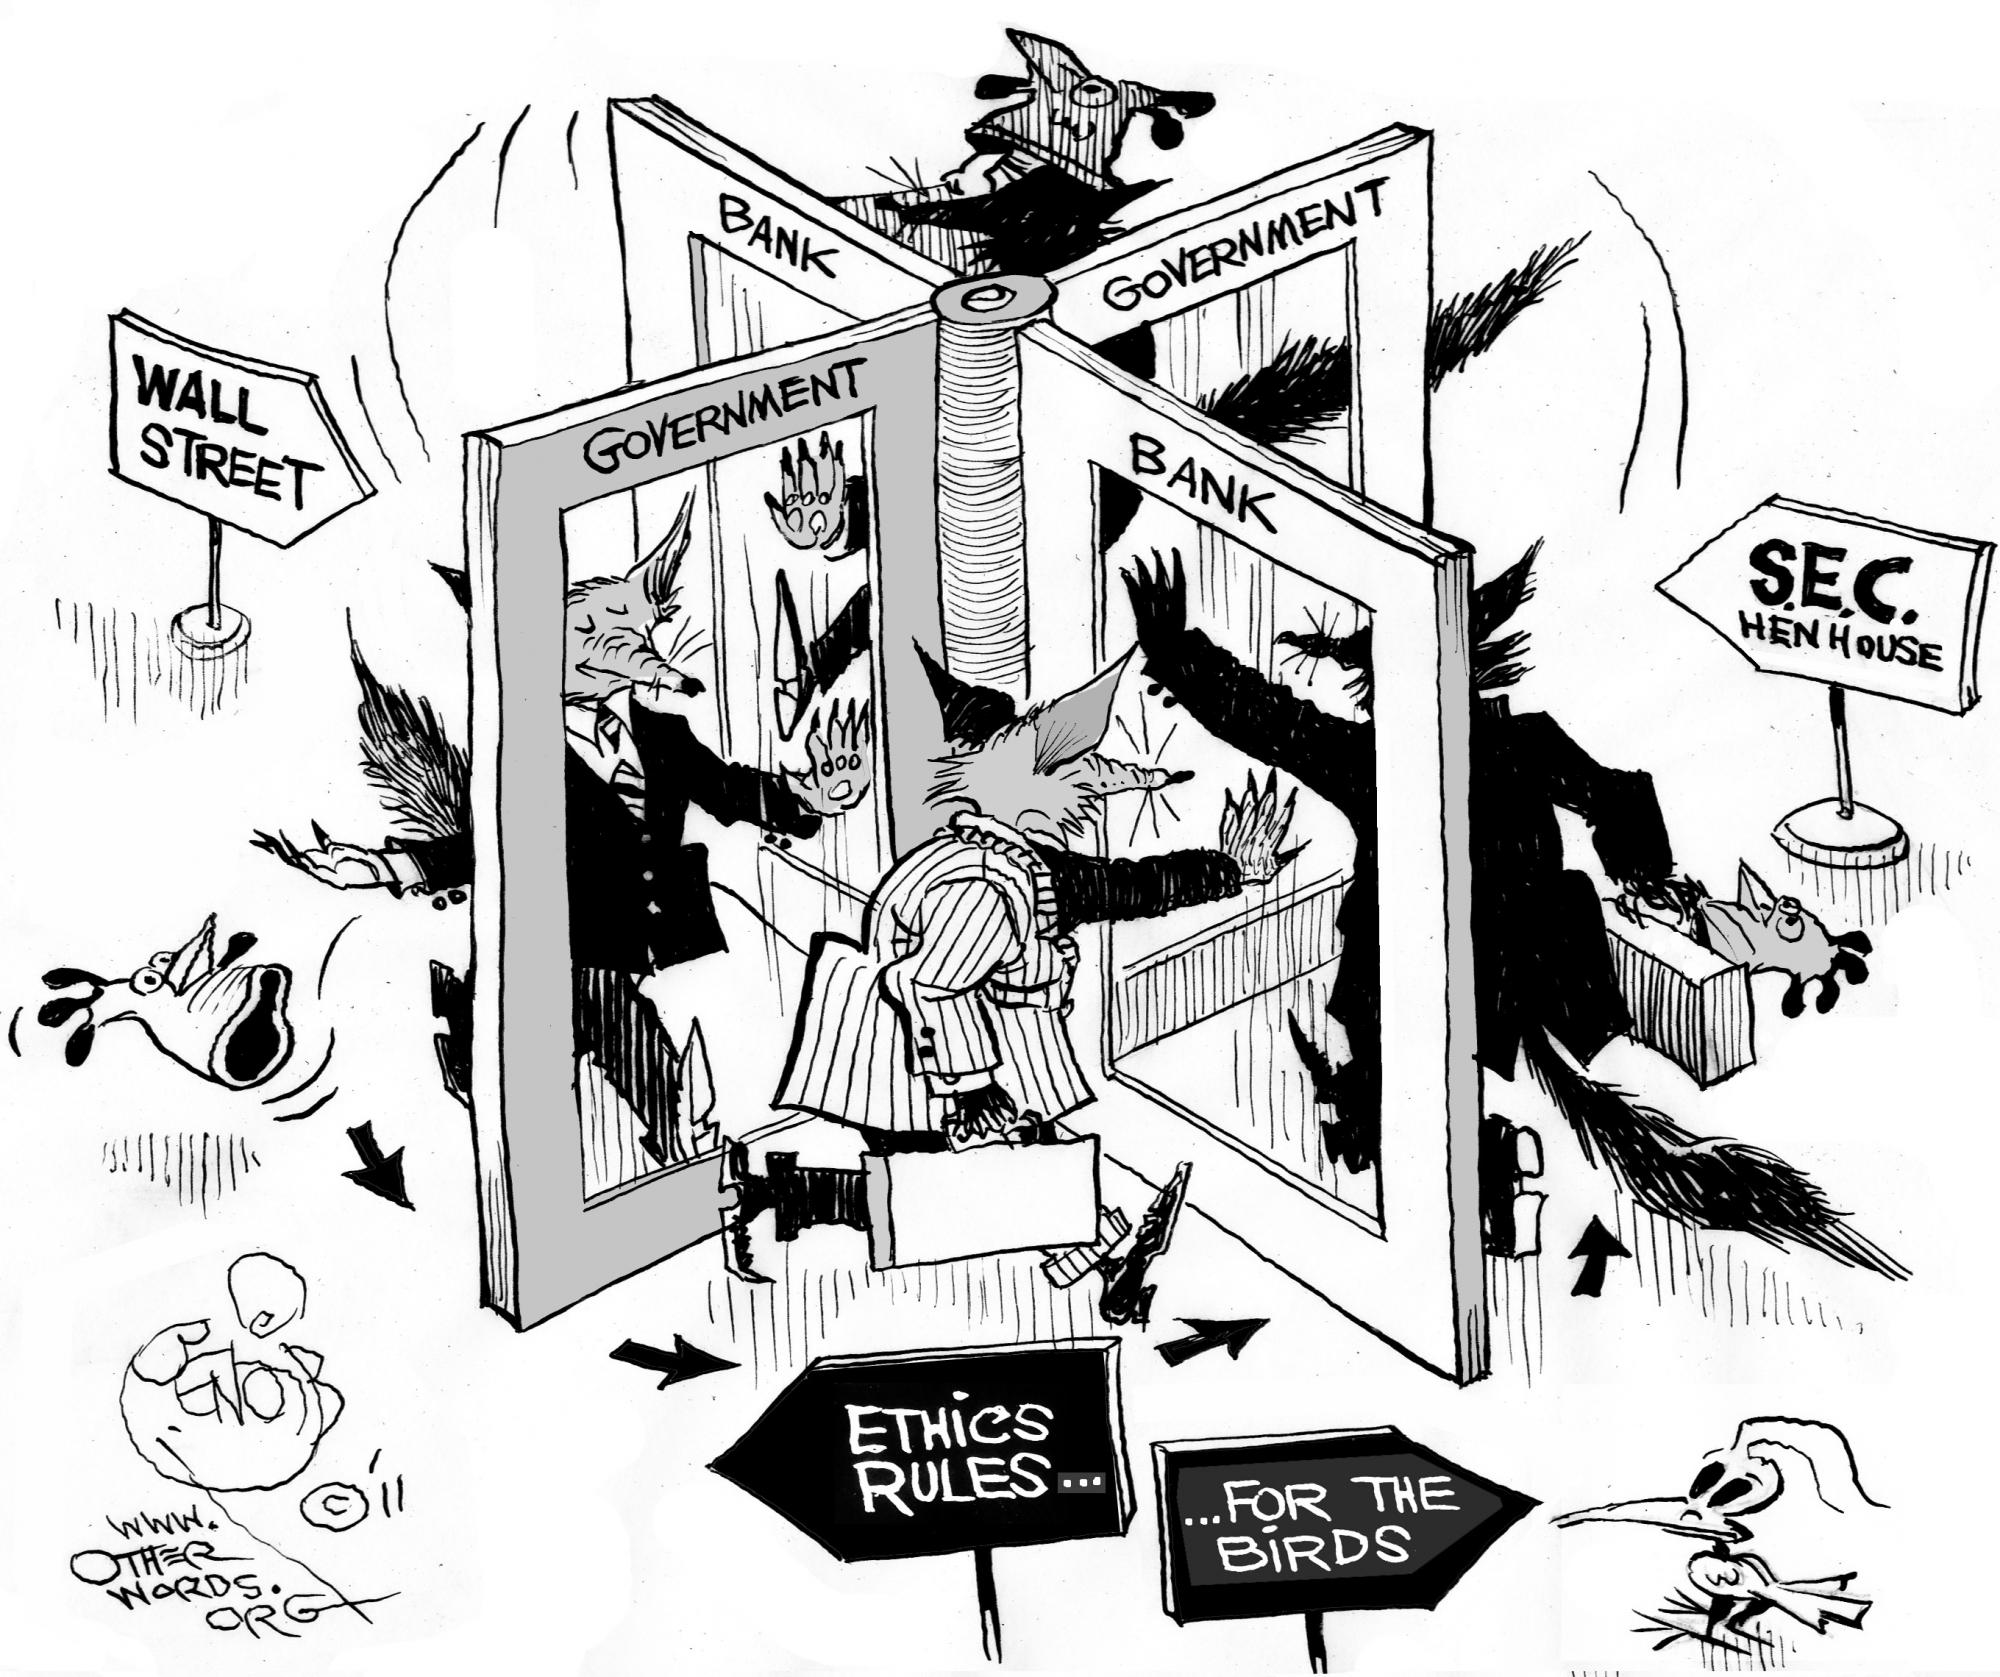 BANK
GOVERNMENT
WALL
STREET
GOVERNMENT
BANK
S.E.C.
HEN HOUSE
ETHICS
RULES...
...FOR THE
BIRDS
© '11
WWW.
OTHER
WORDS.
ORG